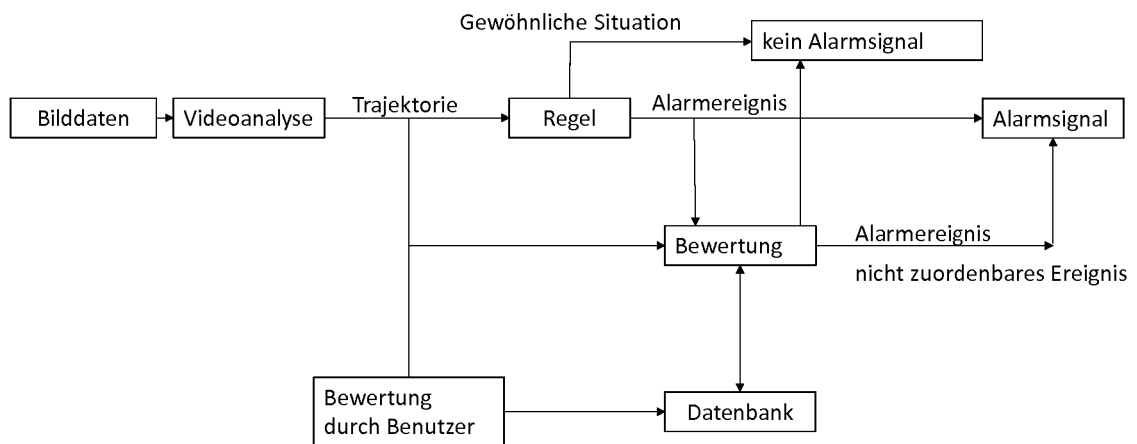 Gewöhnliche Situation
kein Alarmsignal
Bilddaten
Videoanalyse
Trajektorie
Regel
Alarmereignis
Alarmsignal
Bewertung
Alarmereignis
nicht zuordenbares Ereignis
Bewertung
durch Benutzer
Datenbank